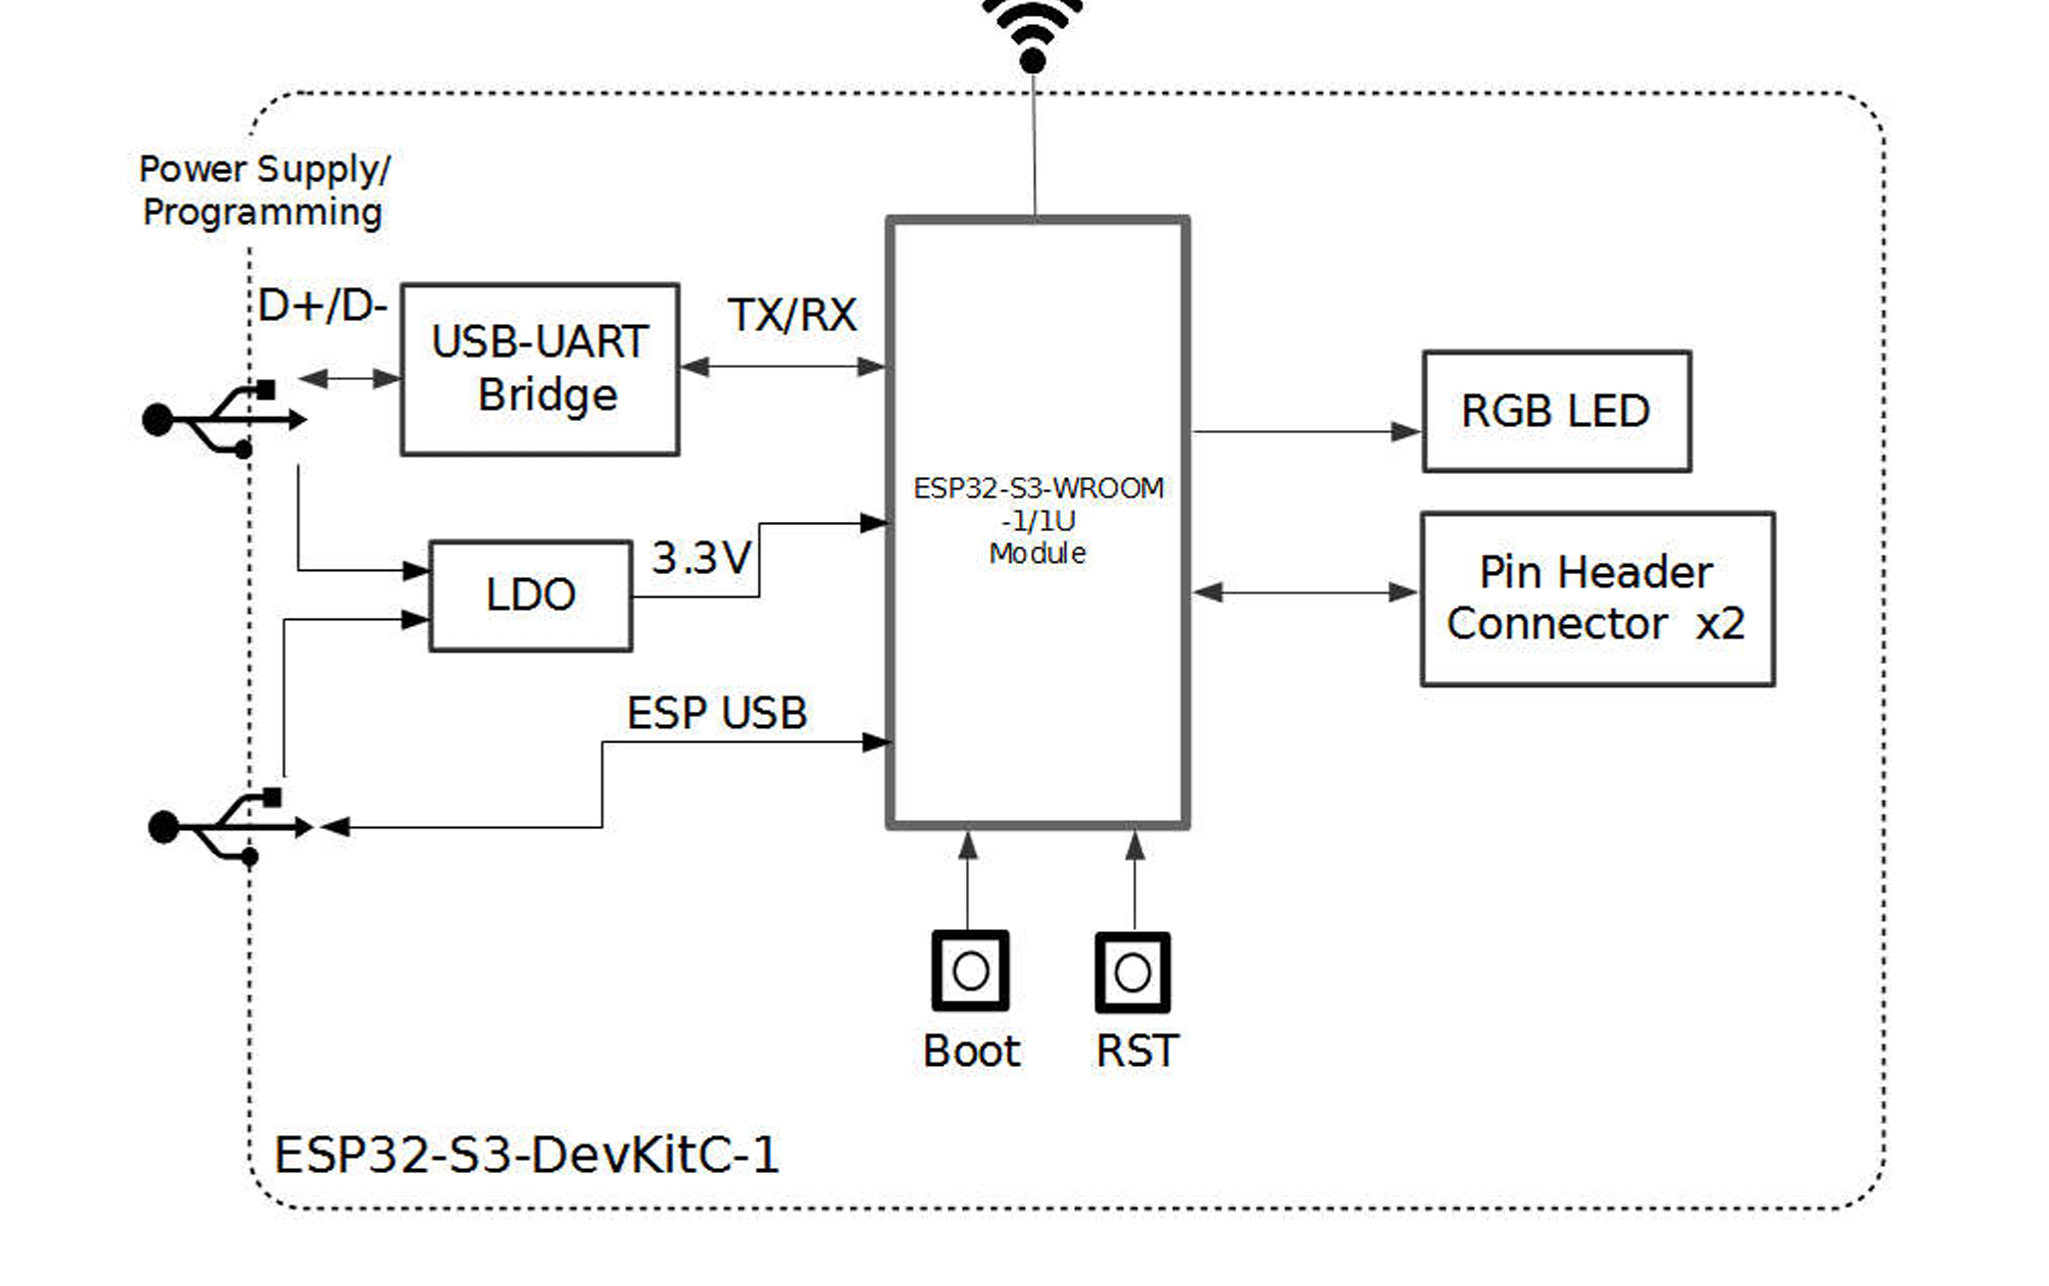 Power Supply/
Programming
D+/D-
USB-UART
Bridge
TX/RX
RGB LED
ESP32-S3-WROOM
-1/1U
Module
LDO
3.3V
Pin Header
Connector x2
ESP USB
Boot
RST
ESP32-S3-DevKitC-1